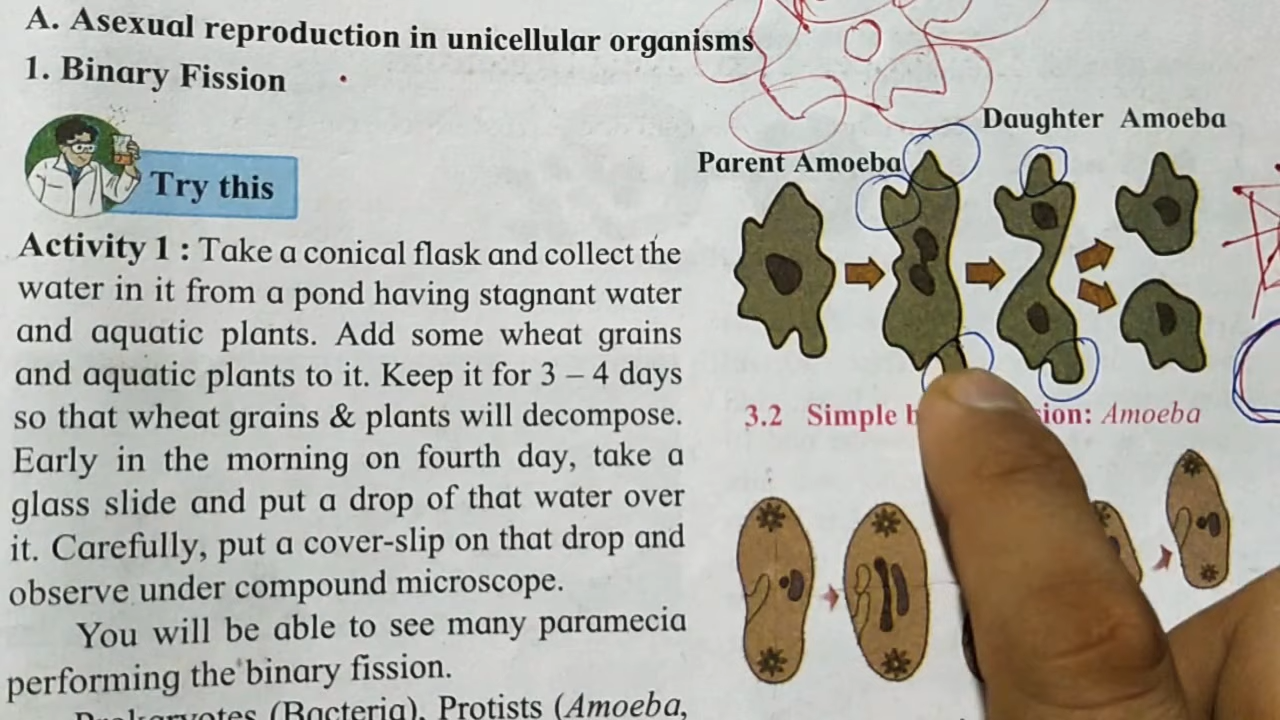 A. Asexual reproduction in unicellular organisms
1. Binary Fission
Try this
Activity 1 : Take a conical flask and collect the
water in it from a pond having stagnant water
and aquatic plants. Add some wheat grains
and aquatic plants to it. Keep it for 3 – 4 days
so that wheat grains & plants will decompose.
Early in the morning on fourth day, take a
glass slide and put a drop of that water over
it. Carefully, put a cover-slip on that drop and
observe under compound microscope.
You will be able to see many paramecia
performing the binary fission.
Prokaryotes (Bacteria), Protists (Amoeba,
Daughter Amoeba
Parent Amoeba
3.2 Simple Amoeba